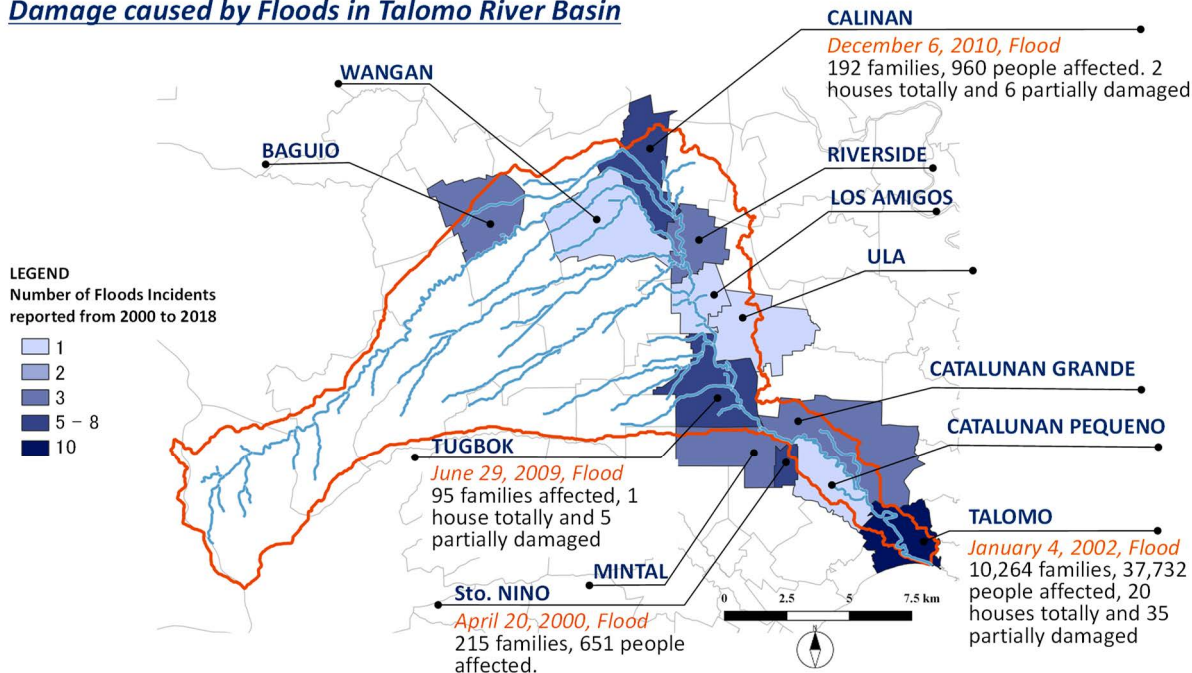 Damage caused by Floods in Talomo River Basin
CALINAN
December 6, 2010, Flood
192 families, 960 people affected. 2
houses totally and 6 partially damaged
WANGAN
BAGUIO
RIVERSIDE
LOS AMIGOS
ULA
LEGEND
Number of Floods Incidents
reported from 2000 to 2018
1
2
3
5 – 8
10
CATALUNAN GRANDE
CATALUNAN PEQUENO
TUGBOK
June 29, 2009, Flood
95 families affected, 1
house totally and 5
partially damaged
TALOMO
January 4, 2002, Flood
10,264 families, 37,732
people affected, 20
houses totally and 35
partially damaged
MINTAL
Sto. NINO
April 20, 2000, Flood
215 families, 651 people
affected.
0 2.5 5 7.5 km
N